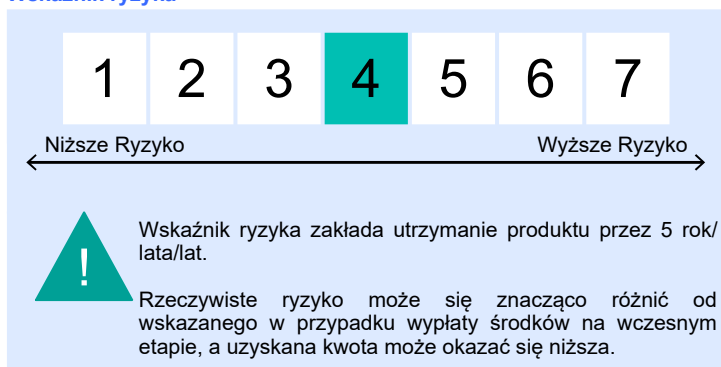 1 2 3 4 5 6 7
Niższe Ryzyko Wyższe Ryzyko
!
Wskaźnik ryzyka zakłada utrzymanie produktu przez 5 rok/
lata/lat.
Rzeczywiste ryzyko może się znacząco różnić od
wskazanego w przypadku wypłaty środków na wczesnym
etapie, a uzyskana kwota może okazać się niższa.